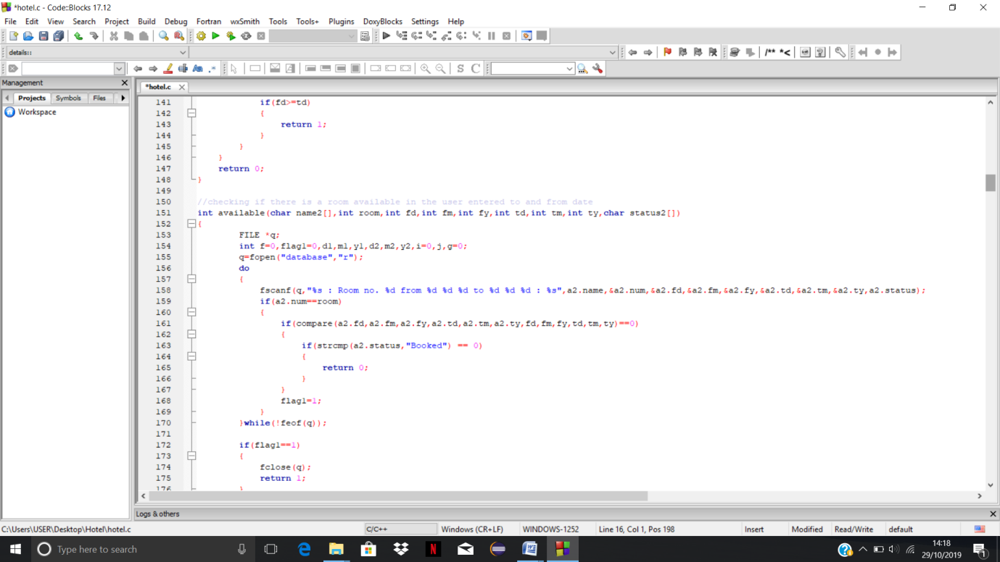 *hotel.c - Code::Blocks 17.12
File Edit View Search Project Build Debug Fortran wxSmith Tools Tools+ Plugins DoxyBlocks Settings Help
details::
/** *<
S C
Management
*hotel.c
Projects Symbols Files
Workspace
141 if(fd>=td)
142 {
143 return 1;
144 }
145 }
146 }
147 return 0;
148 }
149
150 //checking if there is a room available in the user entered to and from date
151 int available(char name2[],int room,int fd,int fm,int fy,int td,int tm,int ty,char status2[])
152 {
153 FILE *q;
154 int f=0,flag1=0,d1,m1,y1,d2,m2,y2,i=0,j,g=0;
155 q=fopen("database","r");
156 do
157 {
158 fscanf(q,"%s : Room no. %d from %d %d %d to %d %d %d : %s",a2.name,&a2.num,&a2.fd,&a2.fm,&a2.fy,&a2.td,&a2.tm,&a2.ty,a2.status);
159 if(a2.num==room)
160 {
161 if(compare(a2.fd,a2.fm,a2.fy,a2.td,a2.tm,a2.ty,fd,fm,fy,td,tm,ty)==0)
162 {
163 if(strcmp(a2.status,"Booked") == 0)
164 {
165 return 0;
166 }
167 }
168 flag1=1;
169 }
170 }while(!feof(q));
171
172 if(flag1==1)
173 {
174 fclose(q);
175 return 1;
176 }
Logs & others
C:\Users\USER\Desktop\Hotel\hotel.c C/C++ Windows (CR+LF) WINDOWS-1252 Line 16, Col 1, Pos 198 Insert Modified Read/Write default
Type here to search
14:18
29/10/2019
1